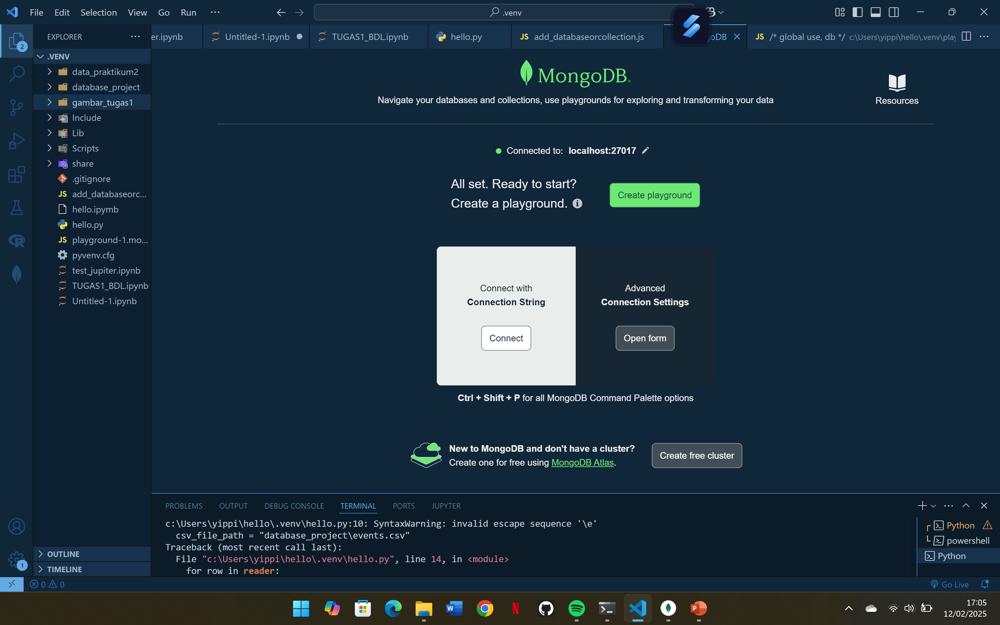 File Edit Selection View Go Run ···
.venv
EXPLORER ···
er.ipynb
Untitled-1.ipynb
TUGAS1_BDL.ipynb
hello.py
JS add_databaseorcollection.js
oDB
JS /* global use, db */ c:\Users\yippi\hello\.venv\play
.VENV
data_praktikum2
database_project
gambar_tugas1
Include
Lib
Scripts
share
.gitignore
JS add_databaseorc...
hello.ipymb
hello.py
JS playground-1.mo...
pyvenv.cfg
test_jupiter.ipynb
TUGAS1_BDL.ipynb
Untitled-1.ipynb
OUTLINE
TIMELINE
2
1
MongoDB®
Navigate your databases and collections, use playgrounds for exploring and transforming your data
Resources
Connected to: localhost:27017
All set. Ready to start?
Create a playground.
Create playground
Connect with
Connection String
Connect
Advanced
Connection Settings
Open form
Ctrl + Shift + P for all MongoDB Command Palette options
New to MongoDB and don't have a cluster?
Create one for free using MongoDB Atlas.
Create free cluster
PROBLEMS OUTPUT DEBUG CONSOLE TERMINAL PORTS JUPYTER
c:\Users\yippi\hello\.venv\hello.py:10: SyntaxWarning: invalid escape sequence '\e'
csv_file_path = "database_project\events.csv"
Traceback (most recent call last):
File "c:\Users\yippi\hello\.venv\hello.py", line 14, in <module>
for row in reader:
Python
powershell
Python
0 0
Go Live
17:05
12/02/2025